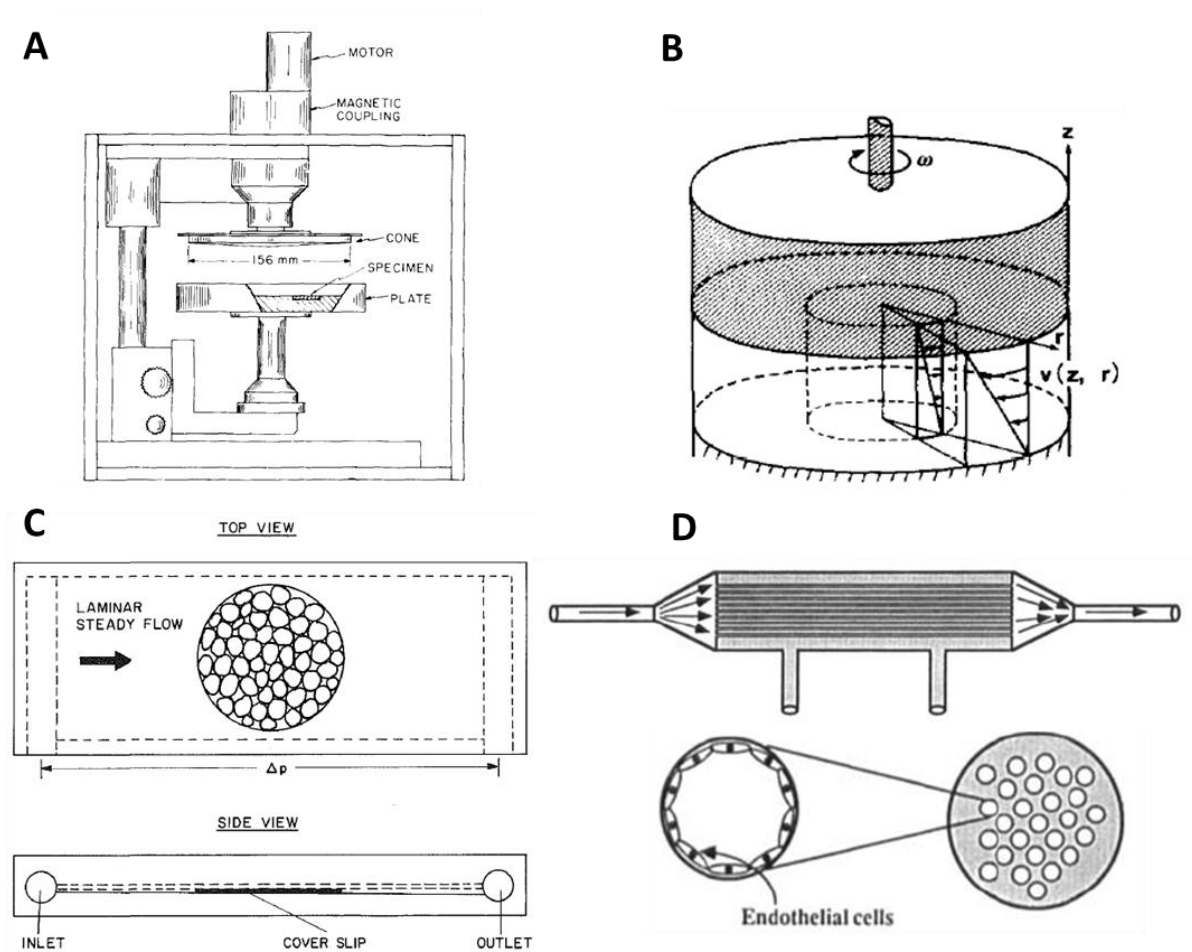 A
MOTOR
MAGNETIC
COUPLING
CONE
156 mm
SPECIMEN
PLATE
B
z
ω
r
v(z, r)
C
TOP VIEW
LAMINAR
STEADY FLOW
Δp
SIDE VIEW
INLET
COVER SLIP
OUTLET
D
Endothelial cells